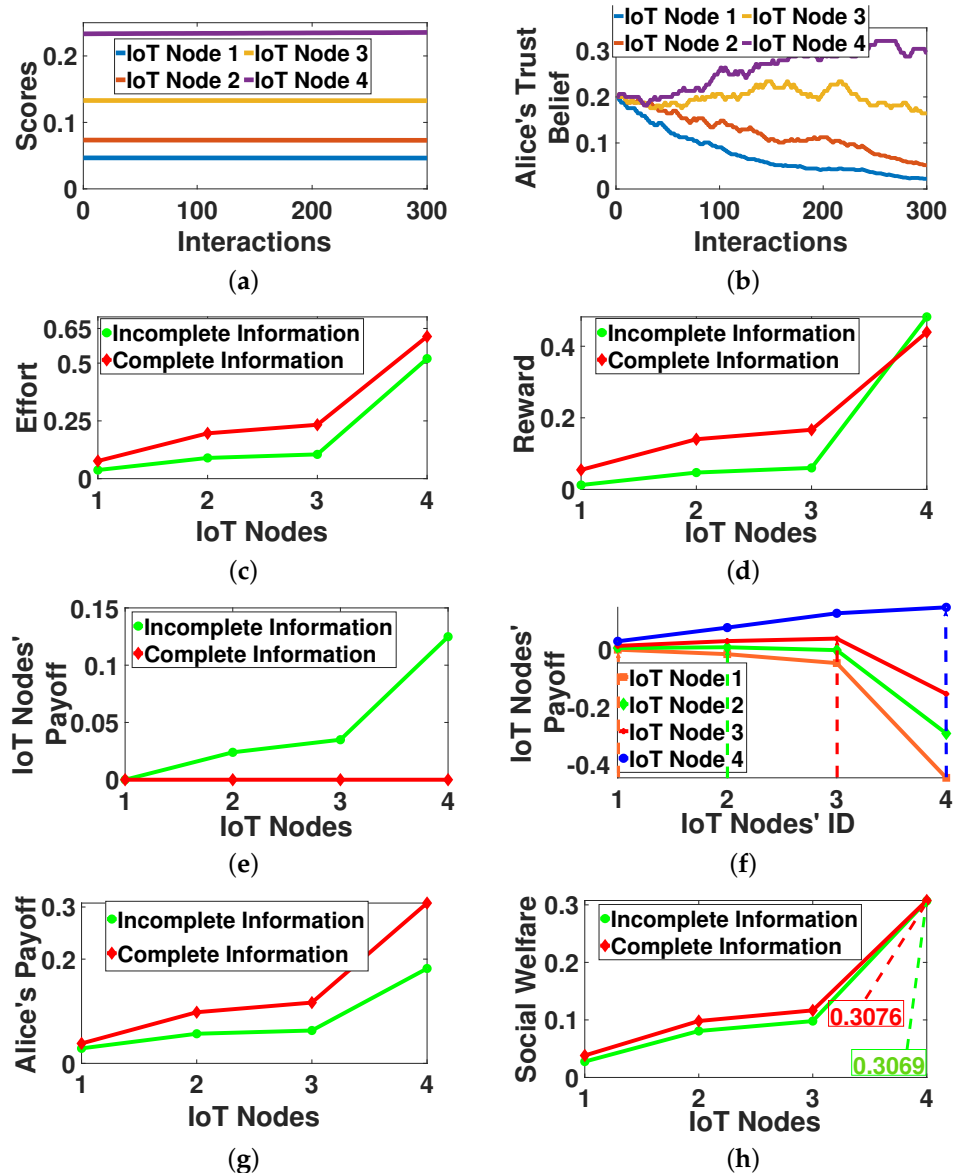 0.2
0.1
0
Scores
IoT Node 1
IoT Node 2
IoT Node 3
IoT Node 4
0 100 200 300
Interactions
(a)
0.3
0.2
0.1
0
Alice's Trust
Belief
IoT Node 1
IoT Node 2
IoT Node 3
IoT Node 4
0 100 200 300
Interactions
(b)
0.65
0.5
0.25
0
Effort
Incomplete Information
Complete Information
1 2 3 4
IoT Nodes
(c)
0.4
0.2
0
Reward
Incomplete Information
Complete Information
1 2 3 4
IoT Nodes
(d)
0.15
0.1
0.05
0
IoT Nodes'
Payoff
Incomplete Information
Complete Information
1 2 3 4
IoT Nodes
(e)
0
-0.2
-0.4
IoT Nodes'
Payoff
IoT Node 1
IoT Node 2
IoT Node 3
IoT Node 4
1 2 3 4
IoT Nodes' ID
(f)
0.3
0.2
0
Alice's Payoff
Incomplete Information
Complete Information
1 2 3 4
IoT Nodes
(g)
0.3
0.2
0.1
0
Social Welfare
Incomplete Information
Complete Information
0.3076
0.3069
1 2 3 4
IoT Nodes
(h)